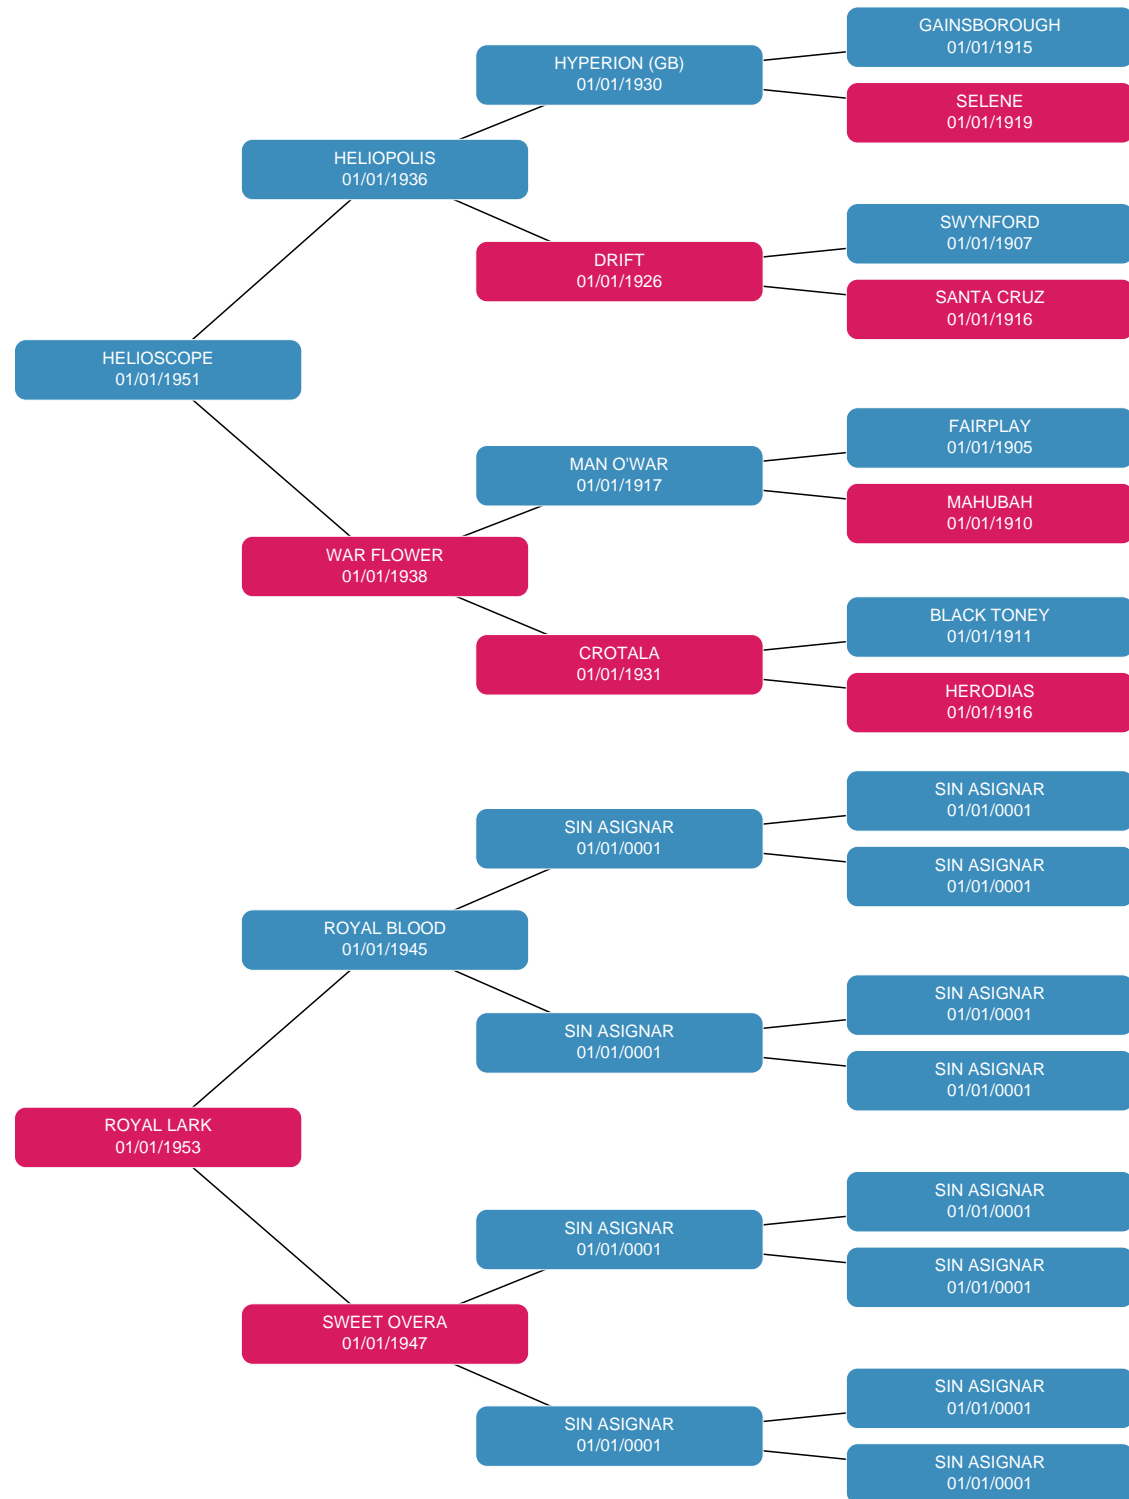 GAINSBOROUGH
01/01/1915
HYPERION (GB)
01/01/1930
SELENE
01/01/1919
HELIOPOLIS
01/01/1936
SWYNFORD
01/01/1907
DRIFT
01/01/1926
SANTA CRUZ
01/01/1916
HELIOSCOPE
01/01/1951
FAIRPLAY
01/01/1905
MAN O'WAR
01/01/1917
MAHUBAH
01/01/1910
WAR FLOWER
01/01/1938
BLACK TONEY
01/01/1911
CROTALA
01/01/1931
HERODIAS
01/01/1916
SIN ASIGNAR
01/01/0001
SIN ASIGNAR
01/01/0001
SIN ASIGNAR
01/01/0001
ROYAL BLOOD
01/01/1945
SIN ASIGNAR
01/01/0001
SIN ASIGNAR
01/01/0001
SIN ASIGNAR
01/01/0001
ROYAL LARK
01/01/1953
SIN ASIGNAR
01/01/0001
SIN ASIGNAR
01/01/0001
SIN ASIGNAR
01/01/0001
SWEET OVERA
01/01/1947
SIN ASIGNAR
01/01/0001
SIN ASIGNAR
01/01/0001
SIN ASIGNAR
01/01/0001